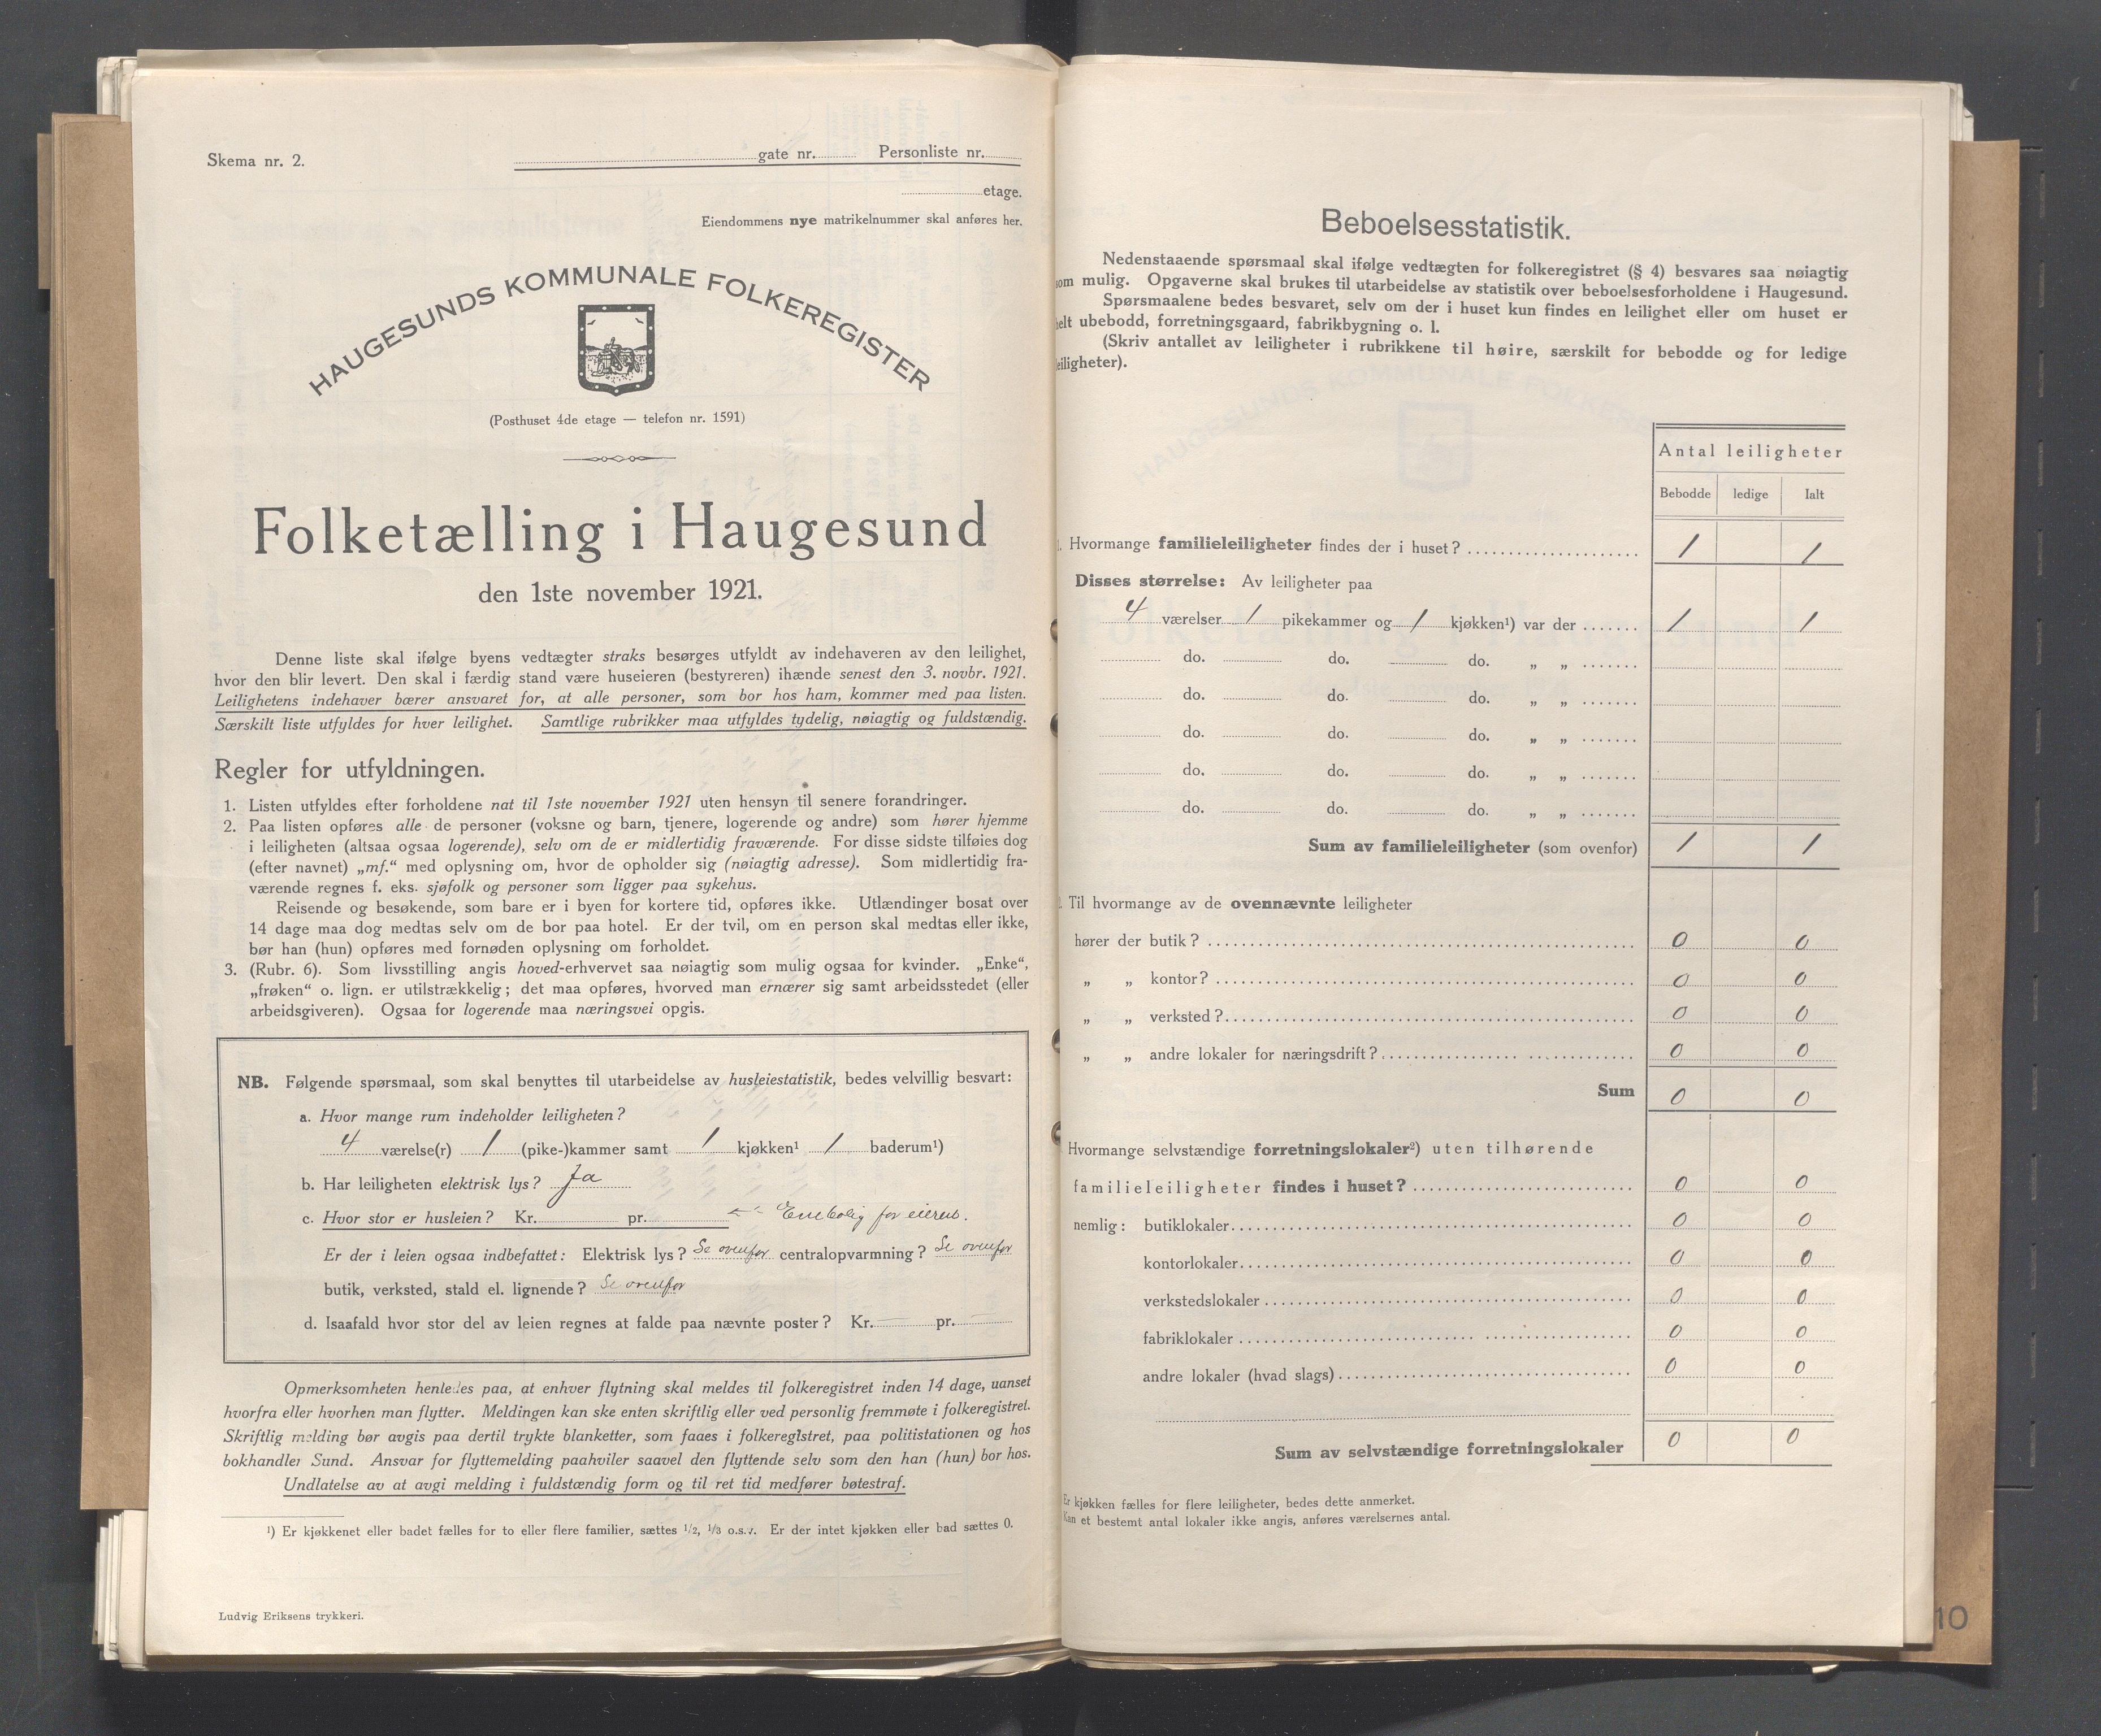 Skema nr. 2.
gate nr. Personliste nr.
etage.
Eiendommens nye matrikelnummer skal anføres her.
HAUGESUNDS KOMMUNALE FOLKEREGISTER
(Posthuset 4de etage — telefon nr. 1591)
Folketælling i Haugesund
den 1ste november 1921.
Denne liste skal ifølge byens vedtægter straks besørges utfyldt av indehaveren av den leilighet,
hvor den blir levert. Den skal i færdig stand være huseieren (bestyreren) ihænde senest den 3. novbr. 1921.
Leilighetens indehaver bærer ansvaret for, at alle personer, som bor hos ham, kommer med paa listen.
Særskilt liste utfyldes for hver leilighet. Samtlige rubrikker maa utfyldes tydelig, nøiagtig og fuldstændig.
Regler for utfyldningen.
1. Listen utfyldes efter forholdene nat til 1ste november 1921 uten hensyn til senere forandringer.
2. Paa listen opføres alle de personer (voksne og barn, tjenere, logerende og andre) som hører hjemme
i leiligheten (altsaa ogsaa logerende), selv om de er midlertidig fraværende. For disse sidste tilføies dog
(efter navnet) „mf.“ med oplysning om, hvor de opholder sig (nøiagtig adresse). Som midlertidig fra-
værende regnes f. eks. sjøfolk og personer som ligger paa sykehus.
Reisende og besøkende, som bare er i byen for kortere tid, opføres ikke. Utlændinger bosat over
14 dage maa dog medtas selv om de bor paa hotel. Er der tvil, om en person skal medtas eller ikke,
bør han (hun) opføres med fornøden oplysning om forholdet.
3. (Rubr. 6). Som livsstilling angis hoved-erhvervet saa nøiagtig som mulig ogsaa for kvinder. „Enke“,
„frøken“ o. lign. er utilstrækkelig; det maa opføres, hvorved man ernærer sig samt arbeidsstedet (eller
arbeidsgiveren). Ogsaa for logerende maa næringsvei opgis.
NB. Følgende spørsmaal, som skal benyttes til utarbeidelse av husleiestatistik, bedes velvillig besvart:
a. Hvor mange rum indeholder leiligheten?
4 værelse(r) 1 (pike-)kammer samt 1 kjøkken¹ 1 baderum¹)
b. Har leiligheten elektrisk lys? Ja
c. Hvor stor er husleien? Kr. pr. Enebolig for eieren.
Er der i leien ogsaa indbefattet: Elektrisk lys? Se ovenfor centralopvarmning? Se ovenfor
butik, verksted, stald el. lignende? Se ovenfor
d. Isaafald hvor stor del av leien regnes at falde paa nævnte poster? Kr. — pr. —
Opmerksomheten henledes paa, at enhver flytning skal meldes til folkeregistret inden 14 dage, uanset
hvorfra eller hvorhen man flytter. Meldingen kan ske enten skriftlig eller ved personlig fremmøte i folkeregistret.
Skriftlig melding bør avgis paa dertil trykte blanketter, som faaes i folkeregistret, paa politistationen og hos
bokhandler Sund. Ansvar for flyttemelding paahviler saavel den flyttende selv som den han (hun) bor hos.
Undlatelse av at avgi melding i fuldstændig form og til ret tid medfører bøtestraf.
¹) Er kjøkkenet eller badet fælles for to eller flere familier, sættes 1/2, 1/3 o.s.v. Er der intet kjøkken eller bad sættes 0.
Ludvig Eriksens trykkeri.
Beboelsesstatistik.
Nedenstaaende spørsmaal skal ifølge vedtægten for folkeregistret (§ 4) besvares saa nøiagtig
om mulig. Opgaverne skal brukes til utarbeidelse av statistik over beboelsesforholdene i Haugesund.
Spørsmaalene bedes besvaret, selv om der i huset kun findes en leilighet eller om huset er
elt ubebodd, forretningsgaard, fabrikbygning o. l.
(Skriv antallet av leiligheter i rubrikkene til høire, særskilt for bebodde og for ledige
eiligheter).
Antal leiligheter
Bebodde ledige Ialt
. Hvormange familieleiligheter findes der i huset? 1 1
Disses størrelse: Av leiligheter paa
4 værelser 1 pikekammer og 1 kjøkken¹) var der 1 1
do. do. do. „ „
do. do. do. „ „
do. do. do. „ „
do. do. do. „ „
do. do. do. „ „
Sum av familieleiligheter (som ovenfor) 1 1
. Til hvormange av de ovennævnte leiligheter
hører der butik? 0 0
„ „ kontor? 0 0
„ „ verksted? 0 0
„ „ andre lokaler for næringsdrift? 0 0
Sum 0 0
Hvormange selvstændige forretningslokaler²) uten tilhørende
familieleiligheter findes i huset? 0 0
nemlig: butiklokaler 0 0
kontorlokaler 0 0
verkstedslokaler 0 0
fabriklokaler 0 0
andre lokaler (hvad slags) 0 0
Sum av selvstændige forretningslokaler 0 0
Er kjøkken fælles for flere leiligheter, bedes dette anmerket.
Kan et bestemt antal lokaler ikke angis, anføres værelsernes antal.
10